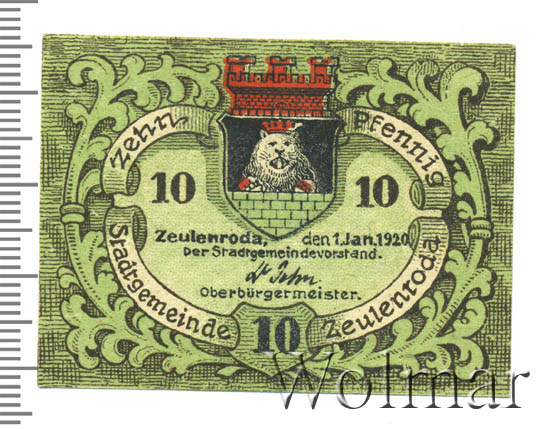 Zehn Pfennig
10 10
Zeulenroda, den 1.Jan.1920
Der Stadtgemeindevorstand.
Oberbürgermeister.
Stadtgemeinde Zeulenroda
10
Wolmar